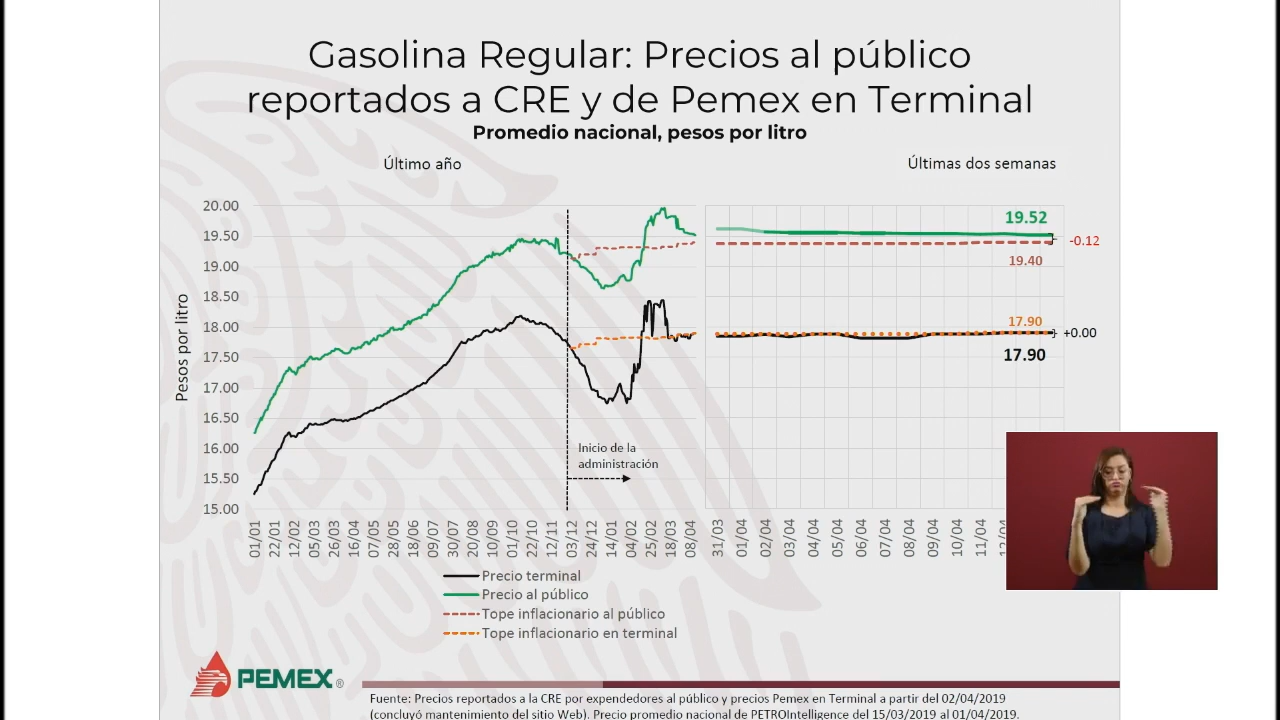 Gasolina Regular: Precios al público
reportados a CRE y de Pemex en Terminal
Promedio nacional, pesos por litro
Último año
Últimas dos semanas
Pesos por litro
20.00
19.50
19.00
18.50
18.00
17.50
17.00
16.50
16.00
15.50
15.00
19.52
-0.12
19.40
17.90
+0.00
17.90
Inicio de la
administración
01/01 22/01 12/02 05/03 26/03 16/04 07/05 28/05 18/06 09/07 30/07 20/08 10/09 01/10 22/10 12/11 03/12 24/12 14/01 04/02 25/02 18/03 08/04
31/03 01/04 02/04 03/04 04/04 05/04 06/04 07/04 08/04 09/04 10/04 11/04
Precio terminal
Precio al público
Tope inflacionario al público
Tope inflacionario en terminal
PEMEX®
Fuente: Precios reportados a la CRE por expendedores al público y precios Pemex en Terminal a partir del 02/04/2019
(concluyó mantenimiento del sitio Web). Precio promedio nacional de PETROIntelligence del 15/03/2019 al 01/04/2019.